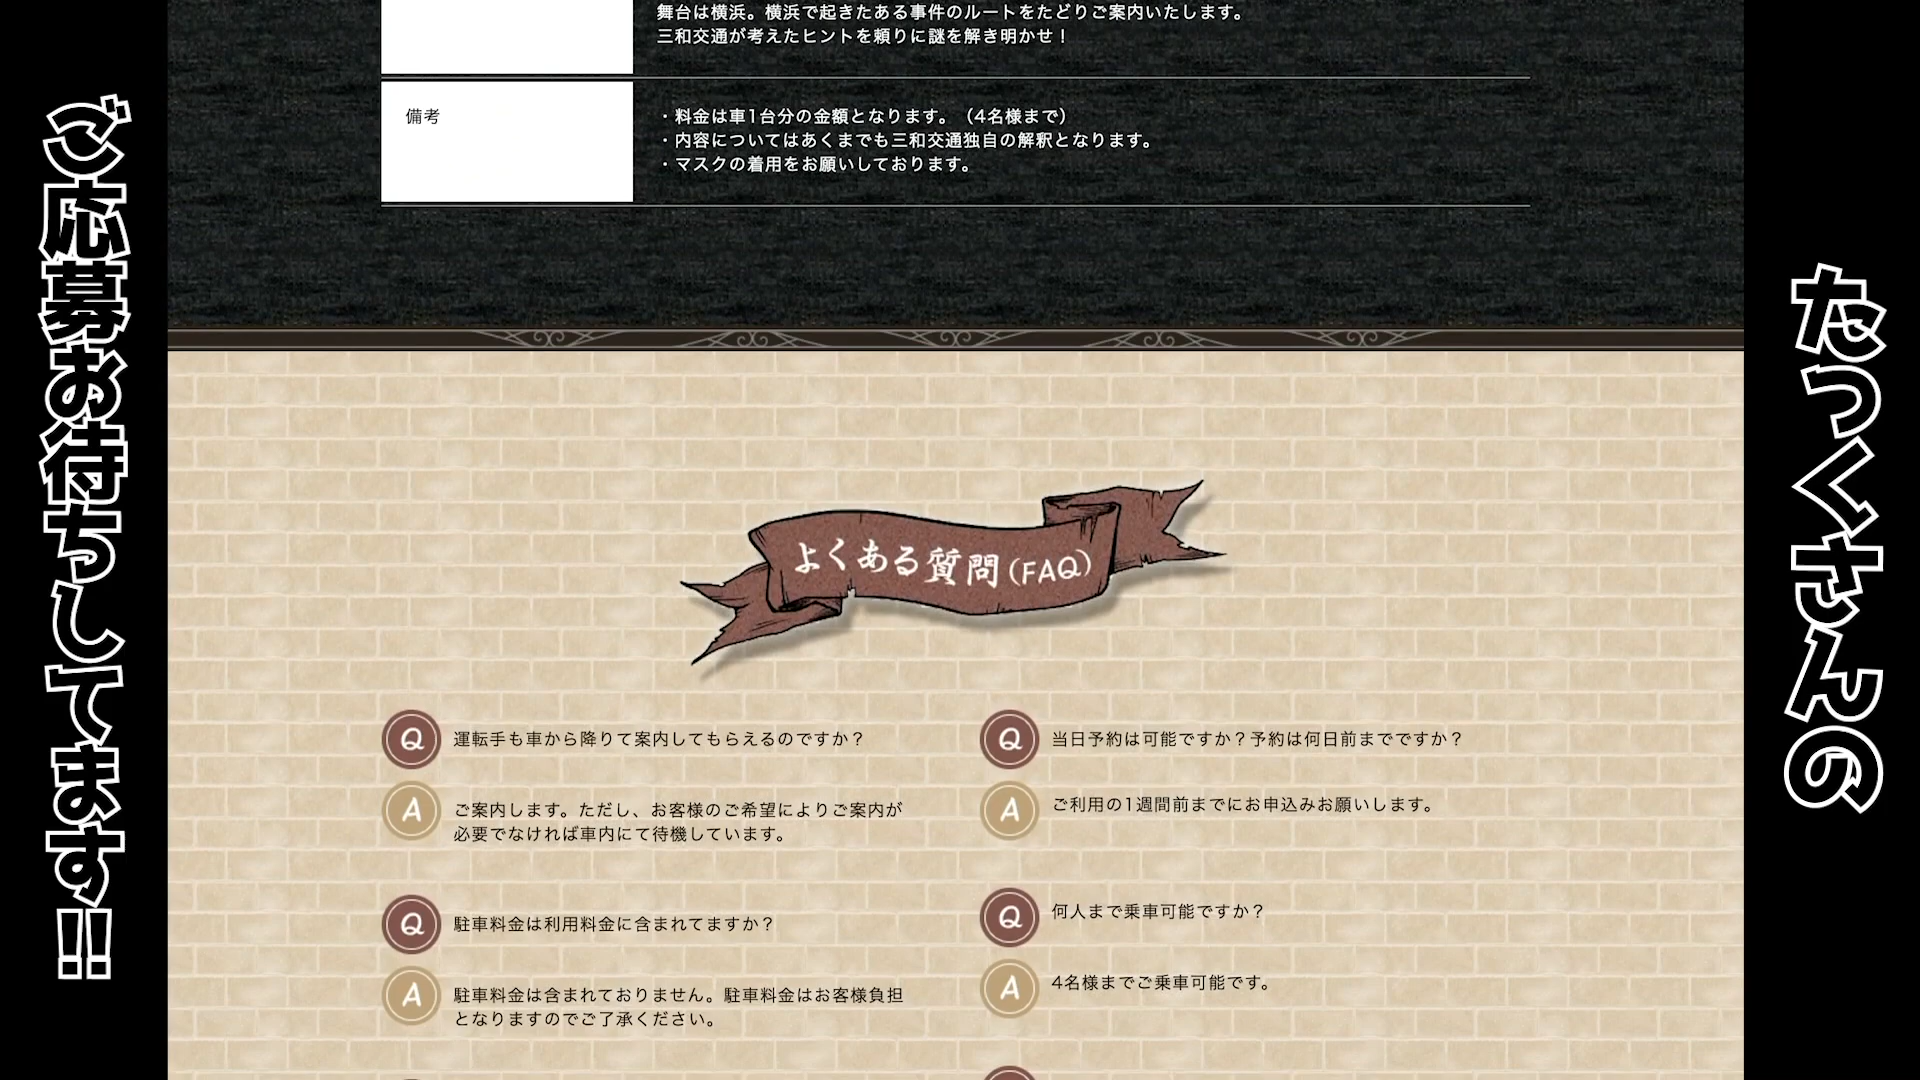 たっくさんの
ご応募お待ちしてます!!
舞台は横浜。横浜で起きたある事件のルートをたどりご案内いたします。
三和交通が考えたヒントを頼りに謎を解き明かせ！
備考
・料金は車1台分の金額となります。（4名様まで）
・内容についてはあくまでも三和交通独自の解釈となります。
・マスクの着用をお願いしております。
よくある質問（FAQ）
Q 運転手も車から降りて案内してもらえるのですか？
A ご案内します。ただし、お客様のご希望によりご案内が
必要でなければ車内にて待機しています。
Q 駐車料金は利用料金に含まれてますか？
A 駐車料金は含まれておりません。駐車料金はお客様負担
となりますのでご了承ください。
Q 当日予約は可能ですか？予約は何日前までですか？
A ご利用の1週間前までにお申込みお願いします。
Q 何人まで乗車可能ですか？
A 4名様までご乗車可能です。